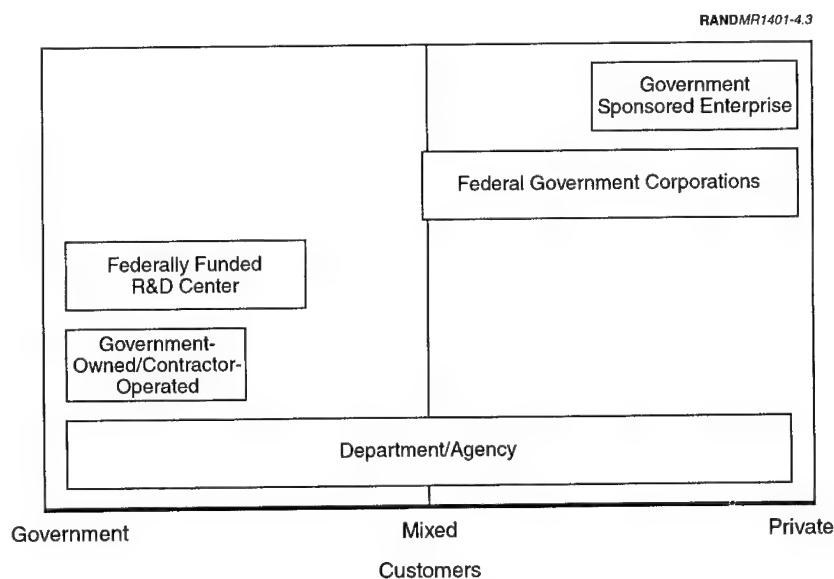 RANDMR1401-4.3
Government
Sponsored Enterprise
Federal Government Corporations
Federally Funded
R&D Center
Government-
Owned/Contractor-
Operated
Department/Agency
Government Mixed Private
Customers